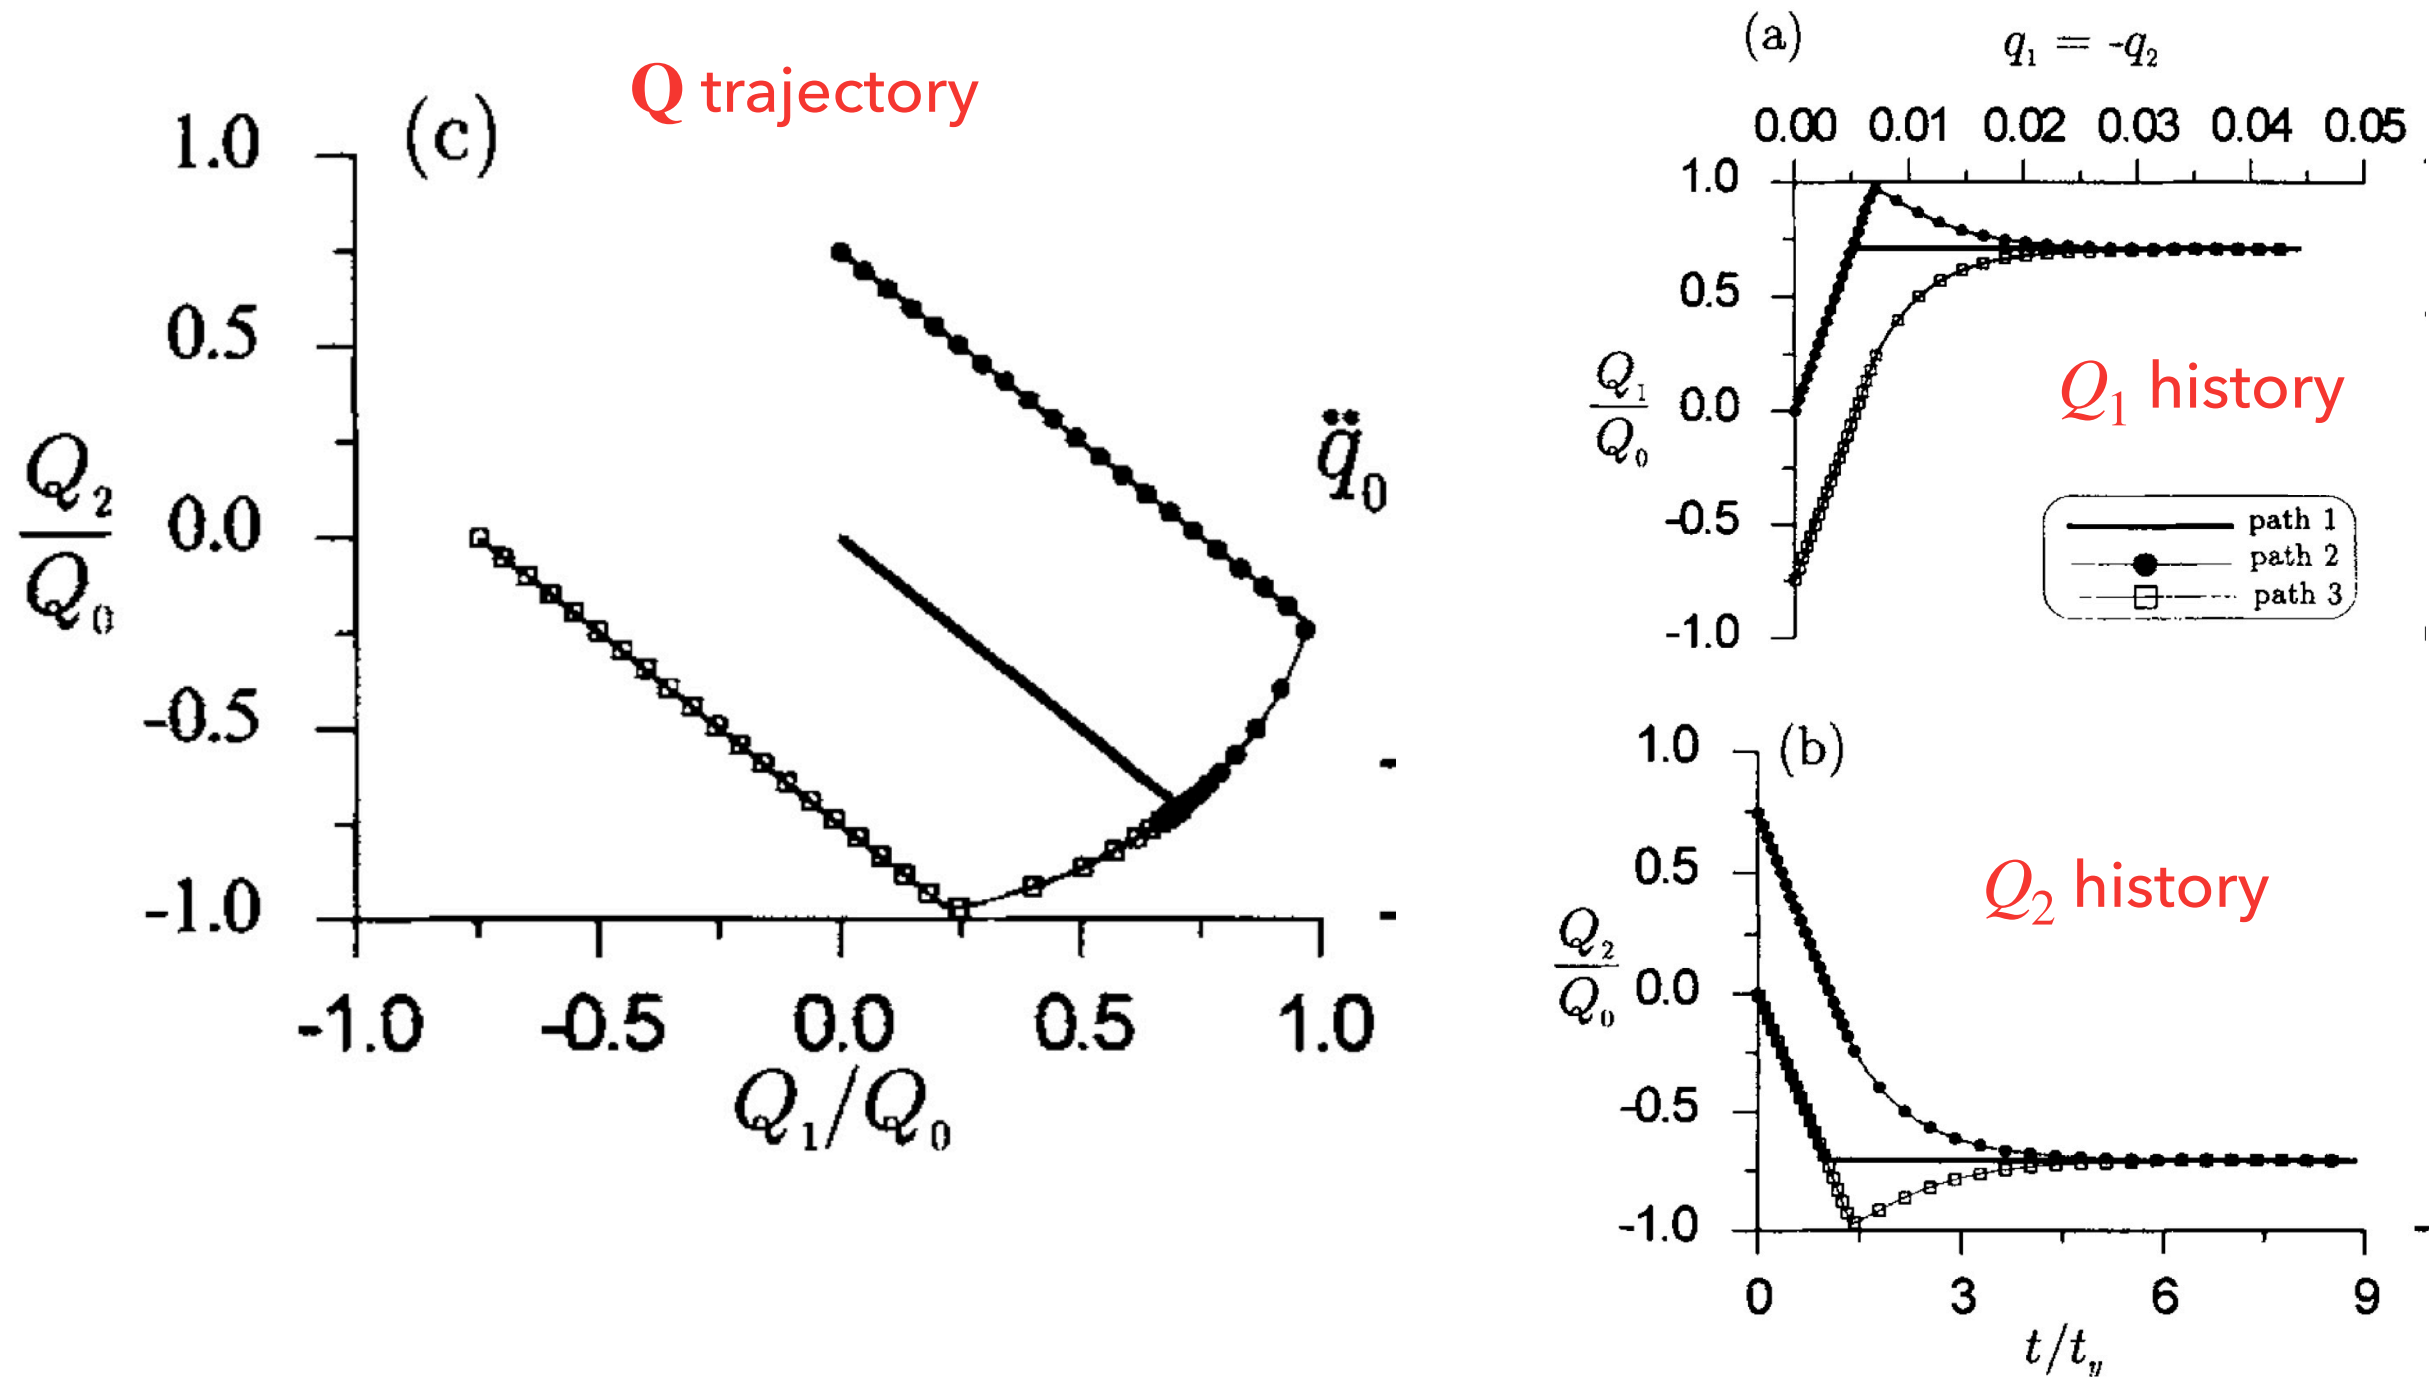 Q trajectory
(c)
1.0
0.5
0.0
-0.5
-1.0
Q₂
Q₀
-1.0 -0.5 0.0 0.5 1.0
Q₁/Q₀
q̈₀
(a)
q₁ = -q₂
0.00 0.01 0.02 0.03 0.04 0.05
1.0
0.5
0.0
-0.5
-1.0
Q₁
Q₀
Q₁ history
path 1
path 2
path 3
(b)
1.0
0.5
0.0
-0.5
-1.0
Q₂
Q₀
Q₂ history
0 3 6 9
t/tᵧ